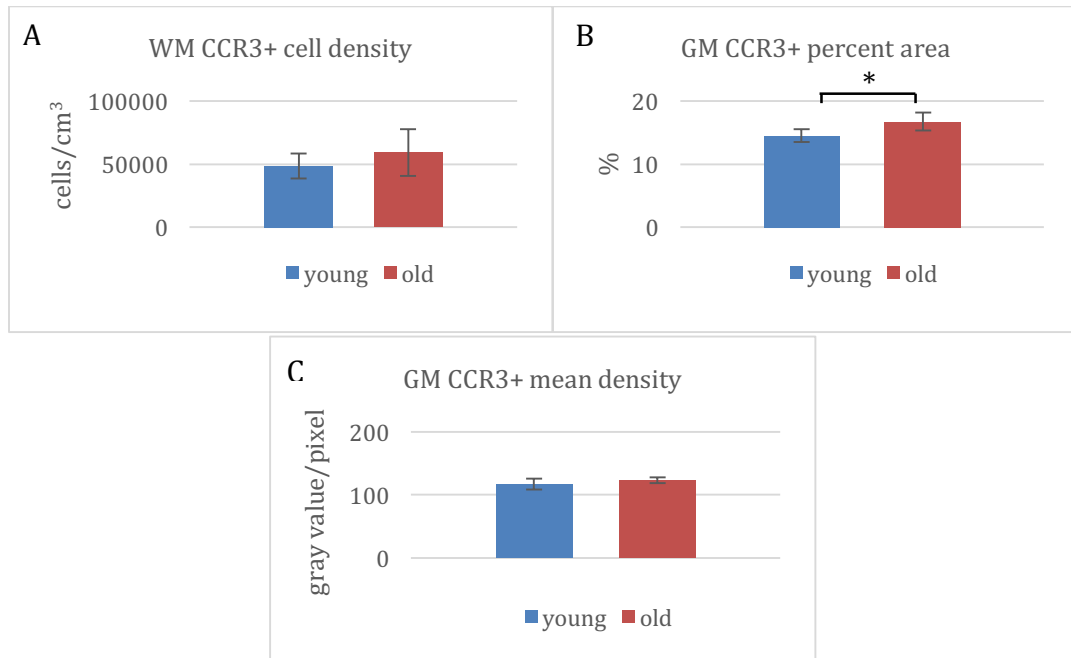 A
WM CCR3+ cell density
cells/cm³
100000
50000
0
young old
B
GM CCR3+ percent area
*
%
20
10
0
young old
C
GM CCR3+ mean density
gray value/pixel
200
100
0
young old